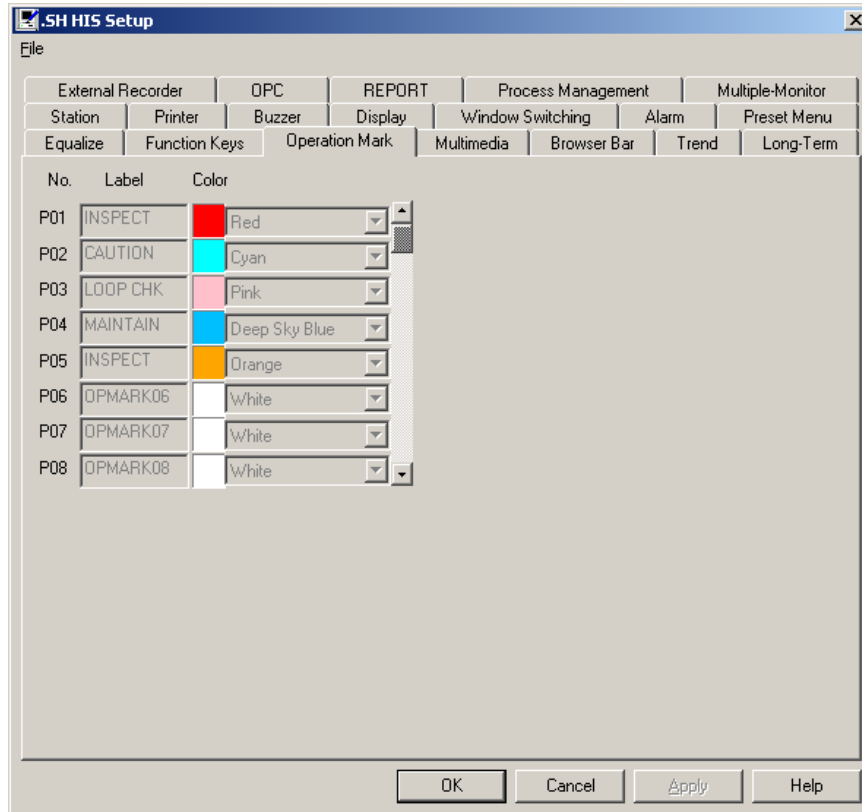 .SH HIS Setup
File
External Recorder OPC REPORT Process Management Multiple-Monitor
Station Printer Buzzer Display Window Switching Alarm Preset Menu
Equalize Function Keys Operation Mark Multimedia Browser Bar Trend Long-Term
No. Label Color
P01 INSPECT Red
P02 CAUTION Cyan
P03 LOOP CHK Pink
P04 MAINTAIN Deep Sky Blue
P05 INSPECT Orange
P06 OPMARK06 White
P07 OPMARK07 White
P08 OPMARK08 White
OK Cancel Apply Help